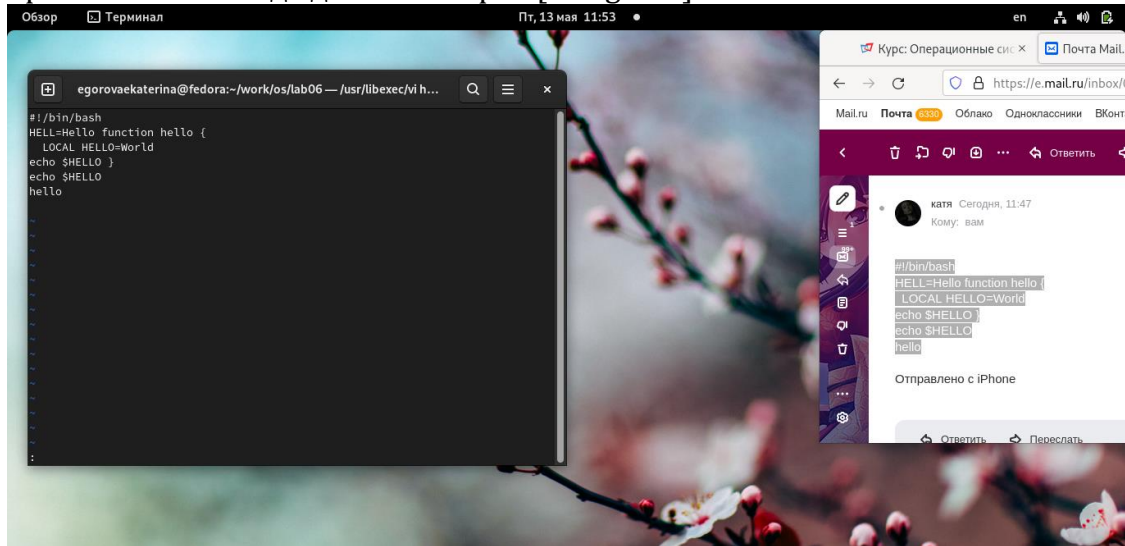 Обзор Терминал Пт, 13 мая 11:53 en
egorovaekaterina@fedora:~/work/os/lab06 — /usr/libexec/vi h...
#!/bin/bash
HELL=Hello function hello {
  LOCAL HELLO=World
echo $HELLO }
echo $HELLO
hello
~
~
~
~
~
~
~
~
~
~
~
~
~
~
:
Курс: Операционные сис Почта Mail.
https://e.mail.ru/inbox/
Mail.ru Почта 6330 Облако Одноклассники ВКонт
Ответить
катя Сегодня, 11:47
Кому: вам
1
99+
#!/bin/bash
HELL=Hello function hello {
  LOCAL HELLO=World
echo $HELLO }
echo $HELLO
hello
Отправлено с iPhone
Ответить Переслать